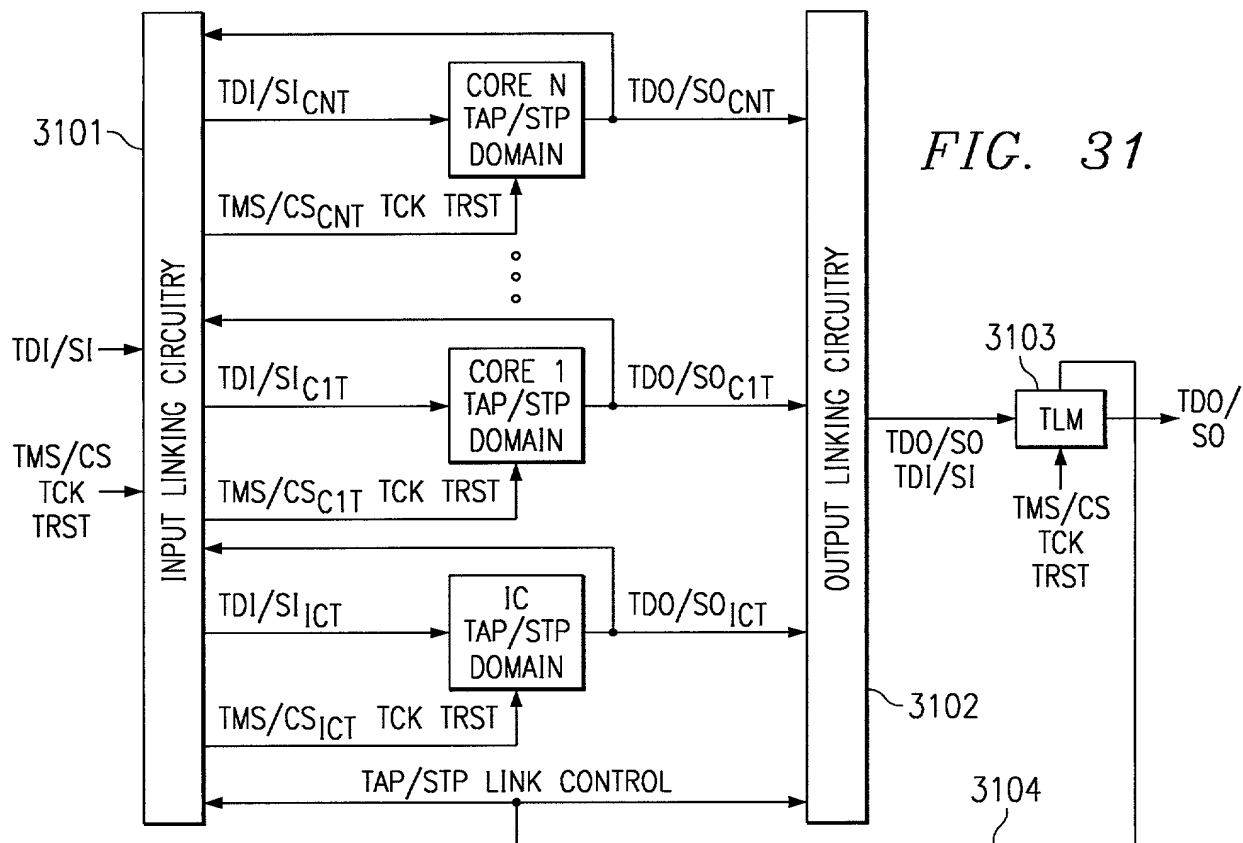 FIG. 31
3101
INPUT LINKING CIRCUITRY
TDI/SI
TMS/CS
TCK
TRST
TDI/SICNT
CORE N
TAP/STP
DOMAIN
TDO/SOCNT
TMS/CSCNT TCK TRST
TDI/SIC1T
CORE 1
TAP/STP
DOMAIN
TDO/SOC1T
TMS/CSC1T TCK TRST
TDI/SIICT
IC
TAP/STP
DOMAIN
TDO/SOICT
TMS/CSICT TCK TRST
TAP/STP LINK CONTROL
OUTPUT LINKING CIRCUITRY
3102
TDO/SO
TDI/SI
3103
TLM
TDO/
SO
TMS/CS
TCK
TRST
3104